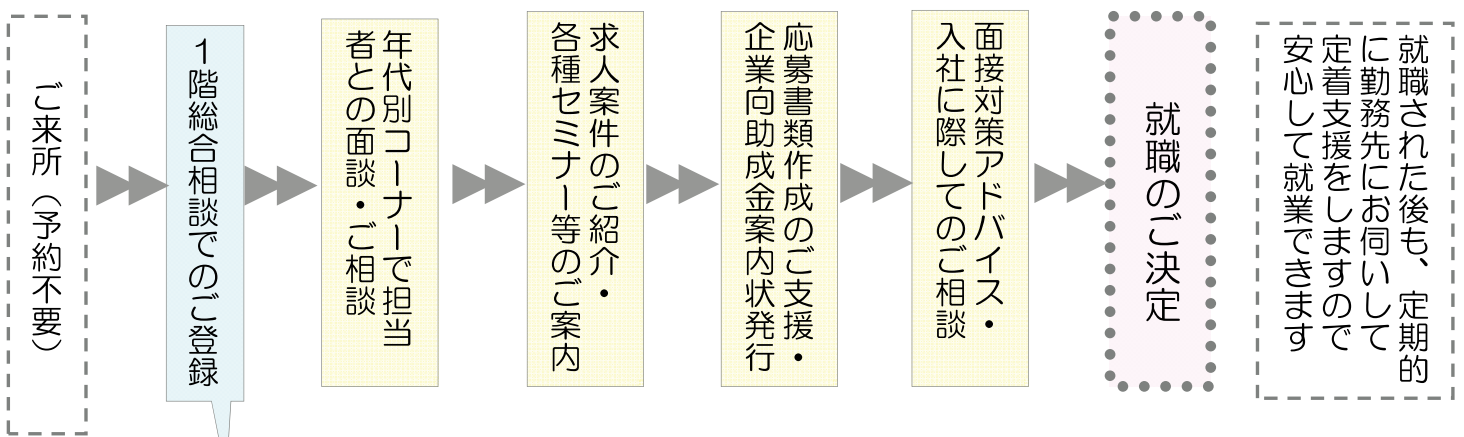 ご来所（予約不要）
１階総合相談でのご登録
年代別コーナーで担当
者との面談・ご相談
求人案件のご紹介・
各種セミナー等のご案内
応募書類作成のご支援・
企業向助成金案内状発行
面接対策アドバイス・
入社に際してのご相談
就職のご決定
就職された後も、定期的
に勤務先にお伺いして
定着支援をしますので
安心して就業できます